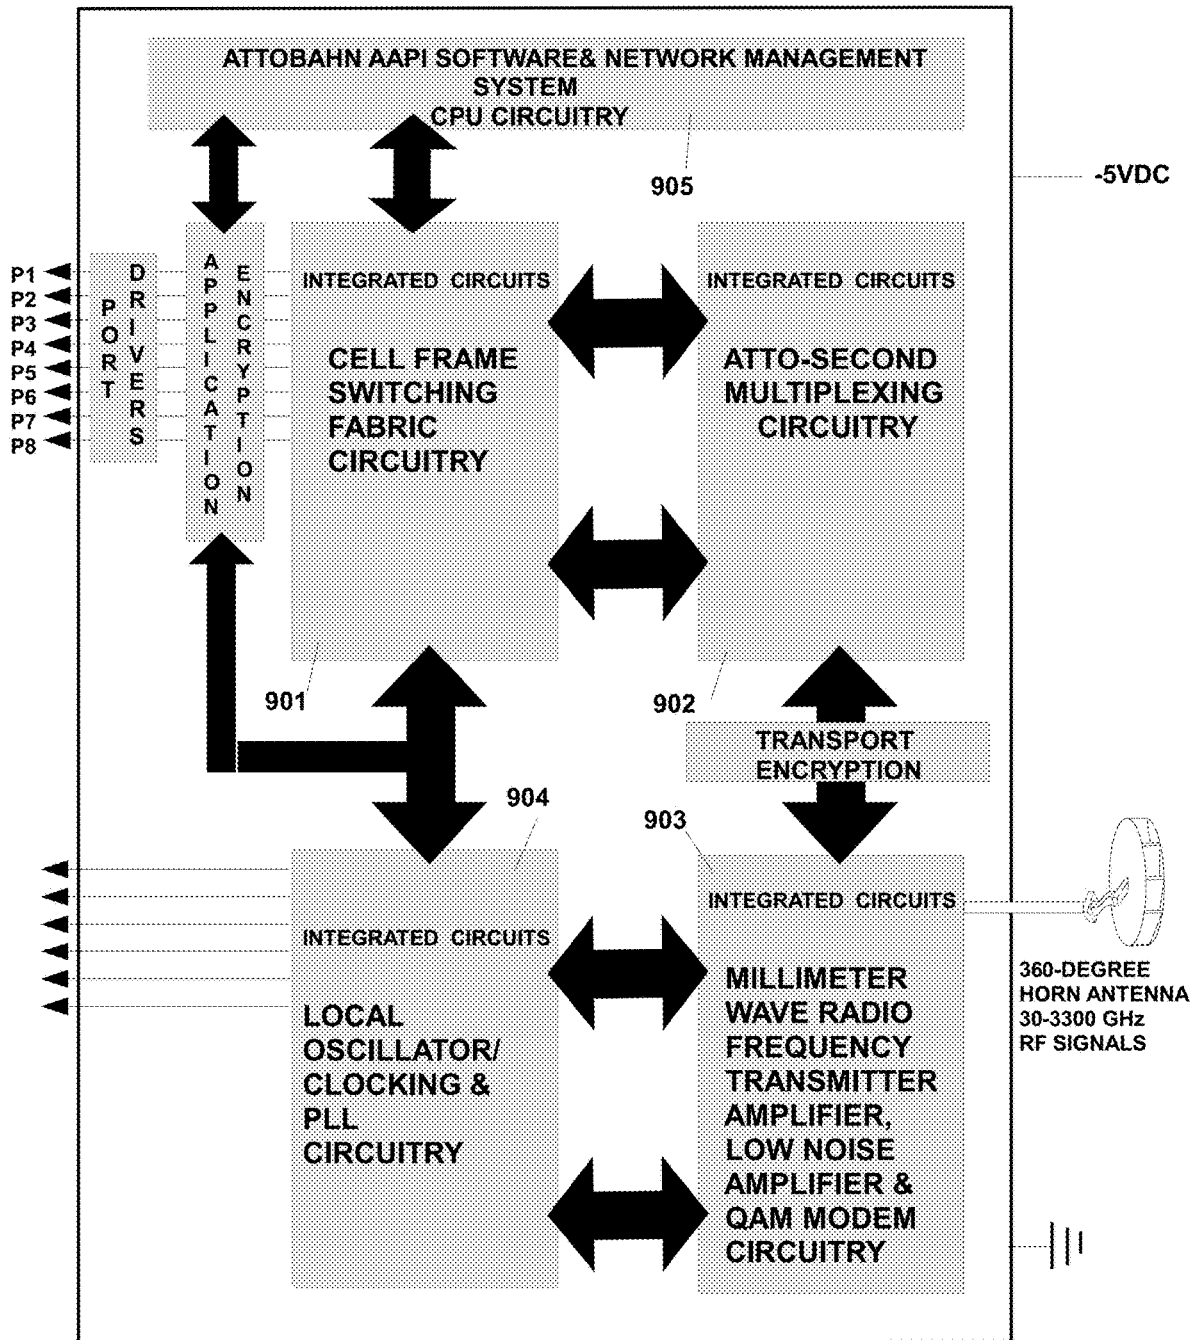 ATTOBAHN AAPI SOFTWARE& NETWORK MANAGEMENT
SYSTEM
CPU CIRCUITRY
905
-5VDC
P1
P2
P3
P4
P5
P6
P7
P8
PORT
DRIVERS
APPLICATION
ENCRYPTION
INTEGRATED CIRCUITS
CELL FRAME
SWITCHING
FABRIC
CIRCUITRY
901
INTEGRATED CIRCUITS
ATTO-SECOND
MULTIPLEXING
CIRCUITRY
902
TRANSPORT
ENCRYPTION
904
903
INTEGRATED CIRCUITS
LOCAL
OSCILLATOR/
CLOCKING &
PLL
CIRCUITRY
INTEGRATED CIRCUITS
MILLIMETER
WAVE RADIO
FREQUENCY
TRANSMITTER
AMPLIFIER,
LOW NOISE
AMPLIFIER &
QAM MODEM
CIRCUITRY
360-DEGREE
HORN ANTENNA
30-3300 GHz
RF SIGNALS